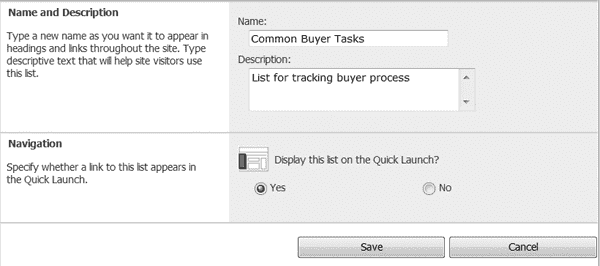 Name and Description
Type a new name as you want it to appear in
headings and links throughout the site. Type
descriptive text that will help site visitors use
this list.
Name:
Common Buyer Tasks
Description:
List for tracking buyer process
Navigation
Specify whether a link to this list appears in
the Quick Launch.
Display this list on the Quick Launch?
Yes No
Save Cancel